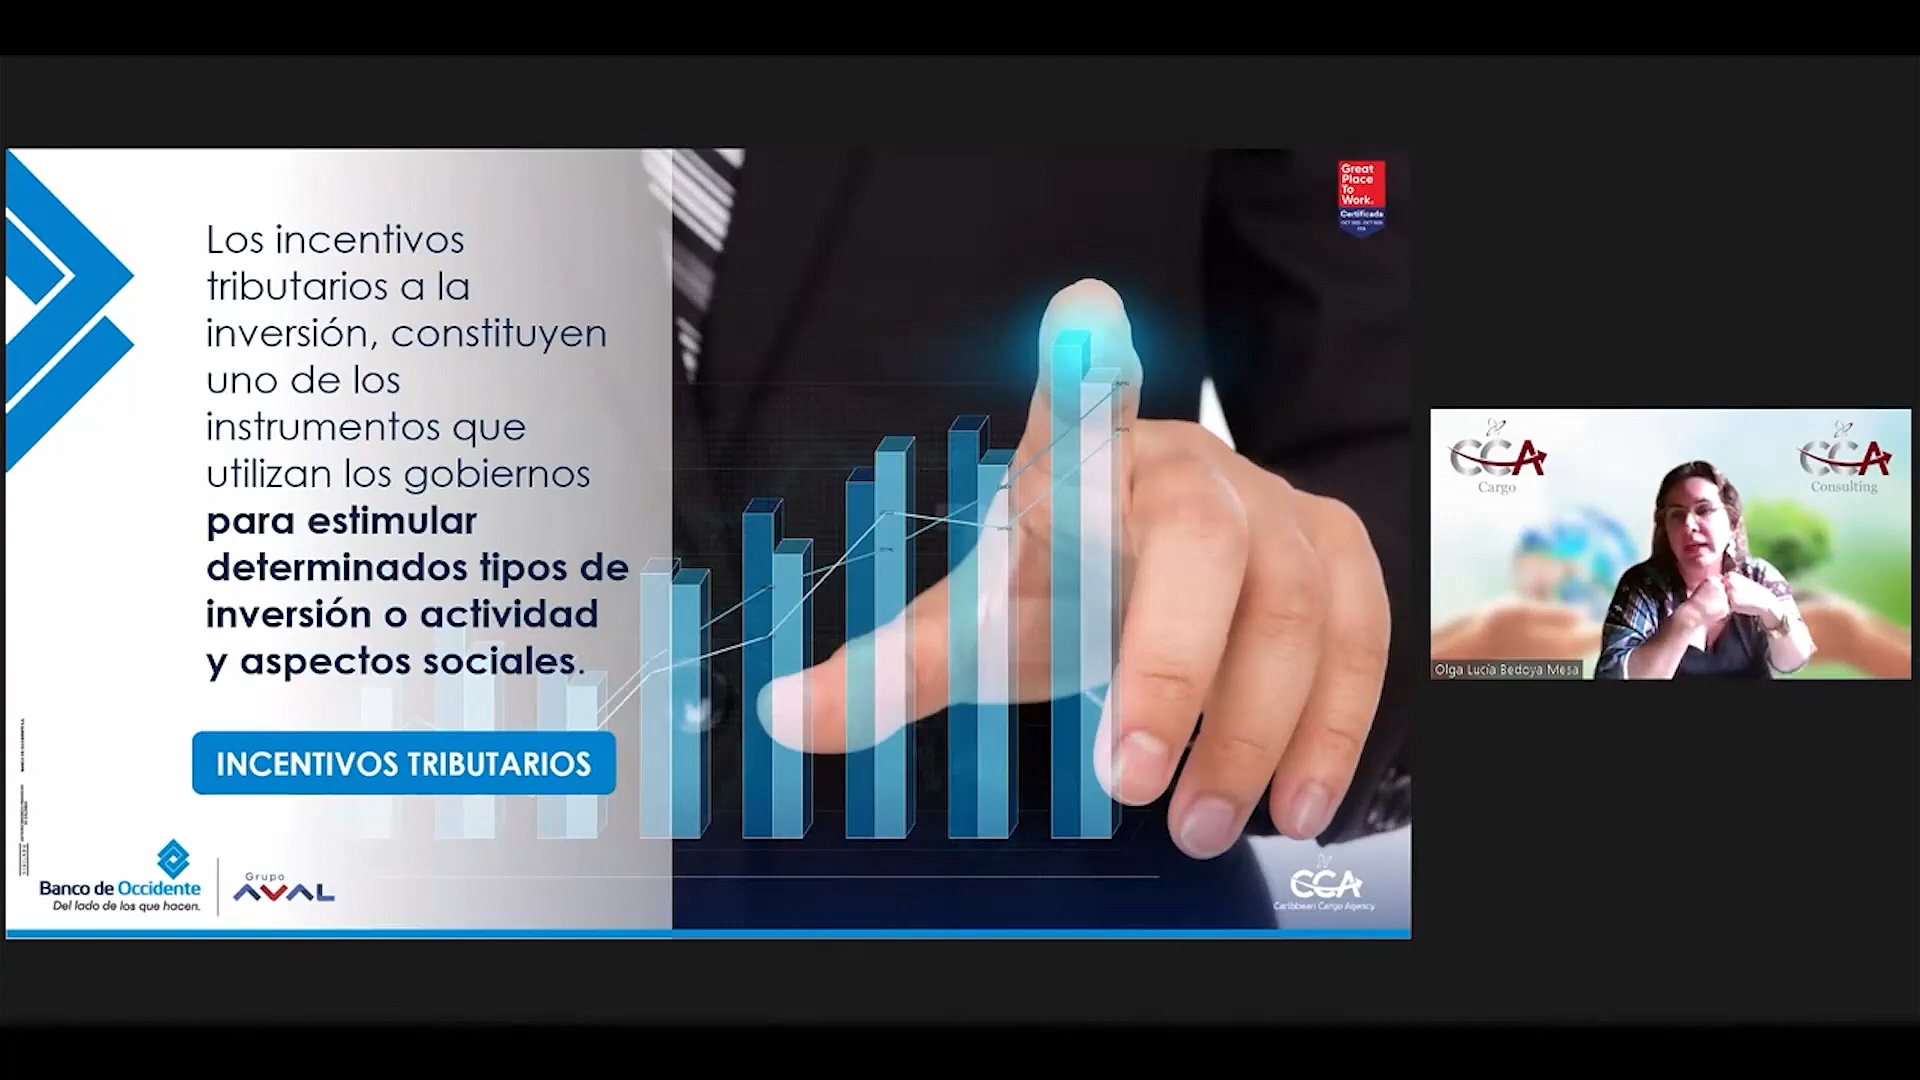 Los incentivos
tributarios a la
inversión, constituyen
uno de los
instrumentos que
utilizan los gobiernos
para estimular
determinados tipos de
inversión o actividad
y aspectos sociales.
INCENTIVOS TRIBUTARIOS
Banco de Occidente
Del lado de los que hacen.
Grupo
AVAL
Great
Place
To
Work.
Certificada
CCA
Caribbean Cargo Agency
CCA
Cargo
CCA
Consulting
Olga Lucía Bedoya Mesa